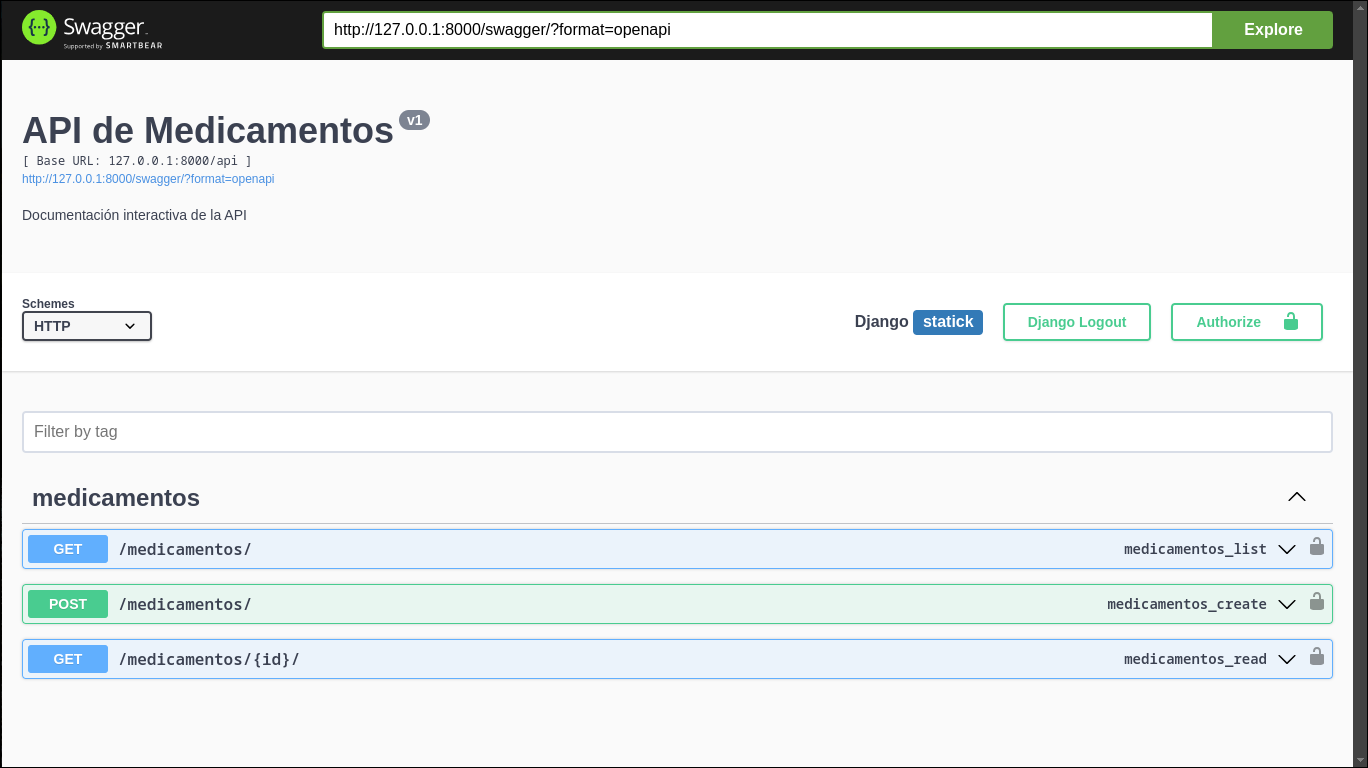 {...} Swagger
Supported by SMARTBEAR
http://127.0.0.1:8000/swagger/?format=openapi
Explore
API de Medicamentos v1
[ Base URL: 127.0.0.1:8000/api ]
http://127.0.0.1:8000/swagger/?format=openapi
Documentación interactiva de la API
Schemes
HTTP
Django statick
Django Logout
Authorize
Filter by tag
medicamentos
GET /medicamentos/ medicamentos_list
POST /medicamentos/ medicamentos_create
GET /medicamentos/{id}/ medicamentos_read